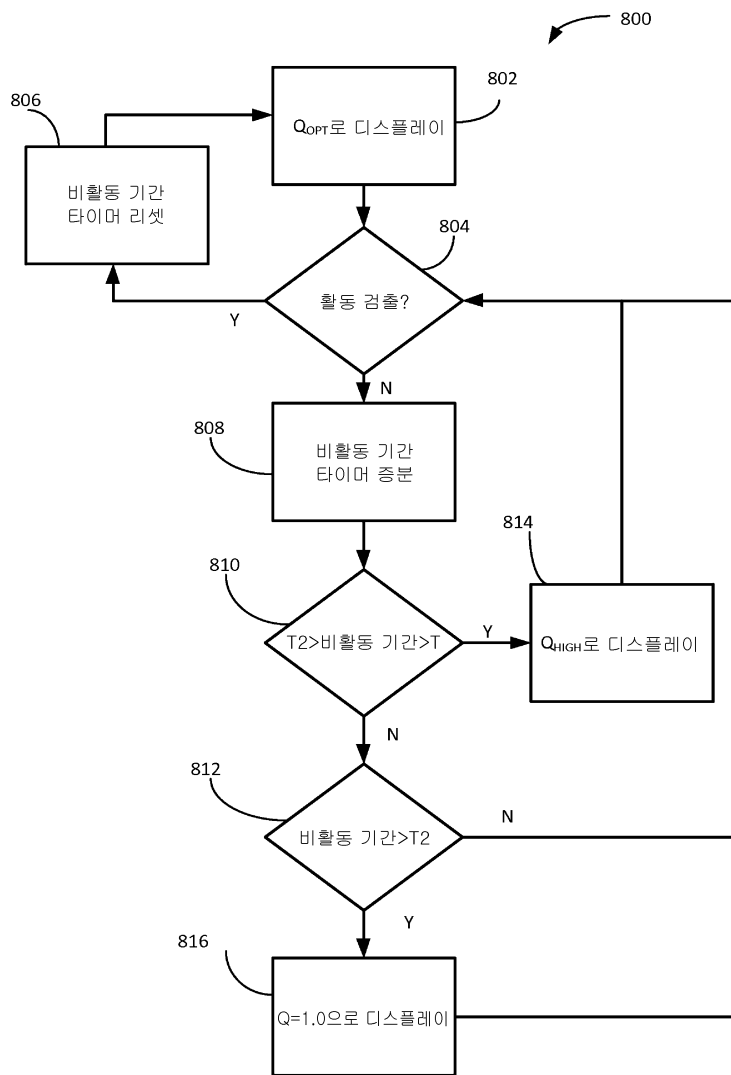 800
802
Q_OPT로 디스플레이
806
비활동 기간
타이머 리셋
804
활동 검출?
Y
N
808
비활동 기간
타이머 증분
810
T2>비활동 기간>T
Y
814
Q_HIGH로 디스플레이
N
812
비활동 기간>T2
N
Y
816
Q=1.0으로 디스플레이